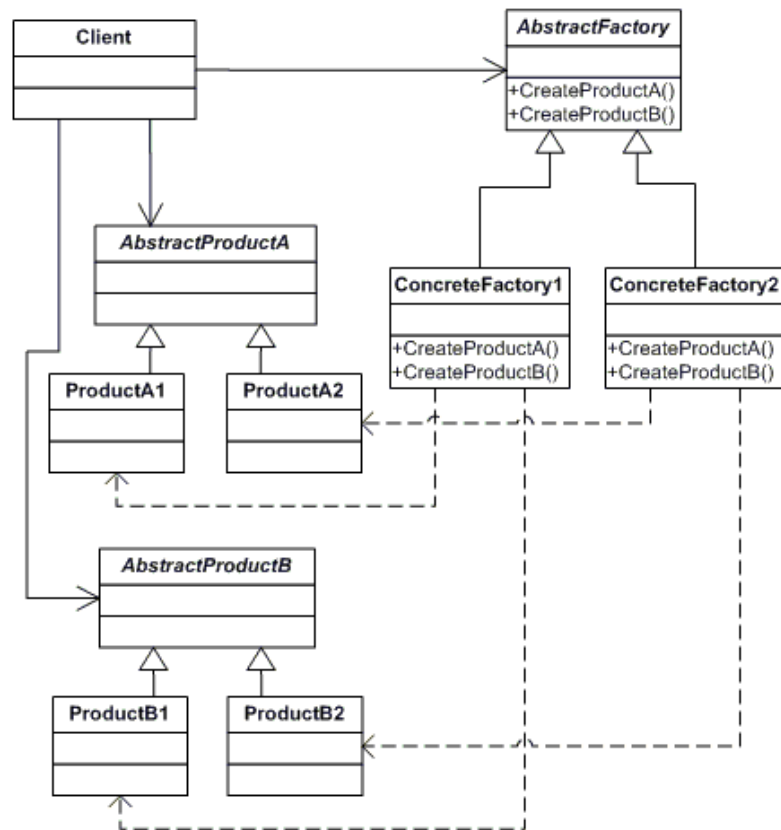 Client
AbstractFactory
+CreateProductA()
+CreateProductB()
AbstractProductA
ConcreteFactory1
+CreateProductA()
+CreateProductB()
ConcreteFactory2
+CreateProductA()
+CreateProductB()
ProductA1
ProductA2
AbstractProductB
ProductB1
ProductB2